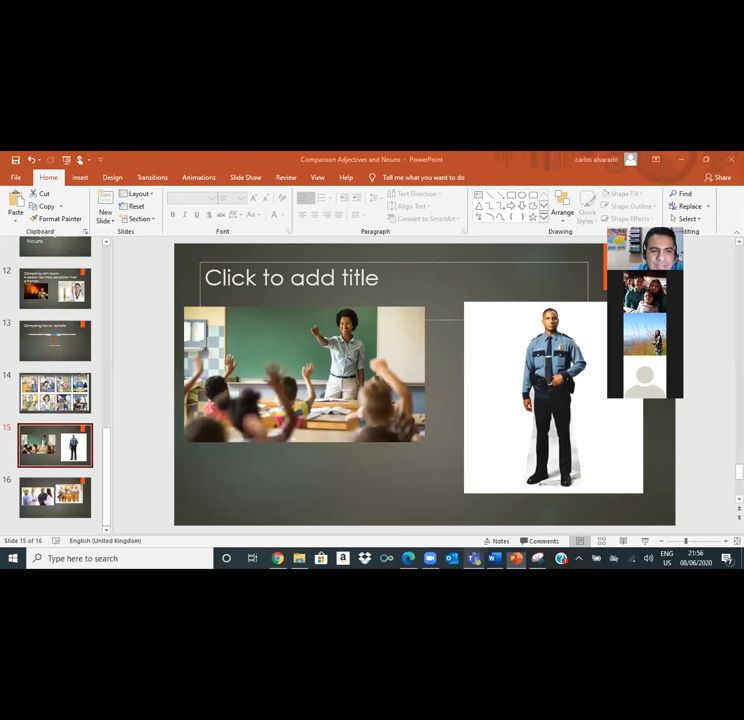 Comparison Adjectives and Nouns - PowerPoint
carlos alvarado
File Home Insert Design Transitions Animations Slide Show Review View Help Tell me what you want to do Share
Cut
Copy
Format Painter
Paste
Clipboard
New Slide
Layout
Reset
Section
Slides
Font
Text Direction
Align Text
Convert to SmartArt
Paragraph
Arrange
Quick Styles
Shape Fill
Shape Outline
Shape Effects
Drawing
Find
Replace
Select
Nouns
12
13
14
15
16
Click to add title
Slide 15 of 16 English (United Kingdom) Notes Comments
Type here to search
ENG
US
21:56
08/06/2020